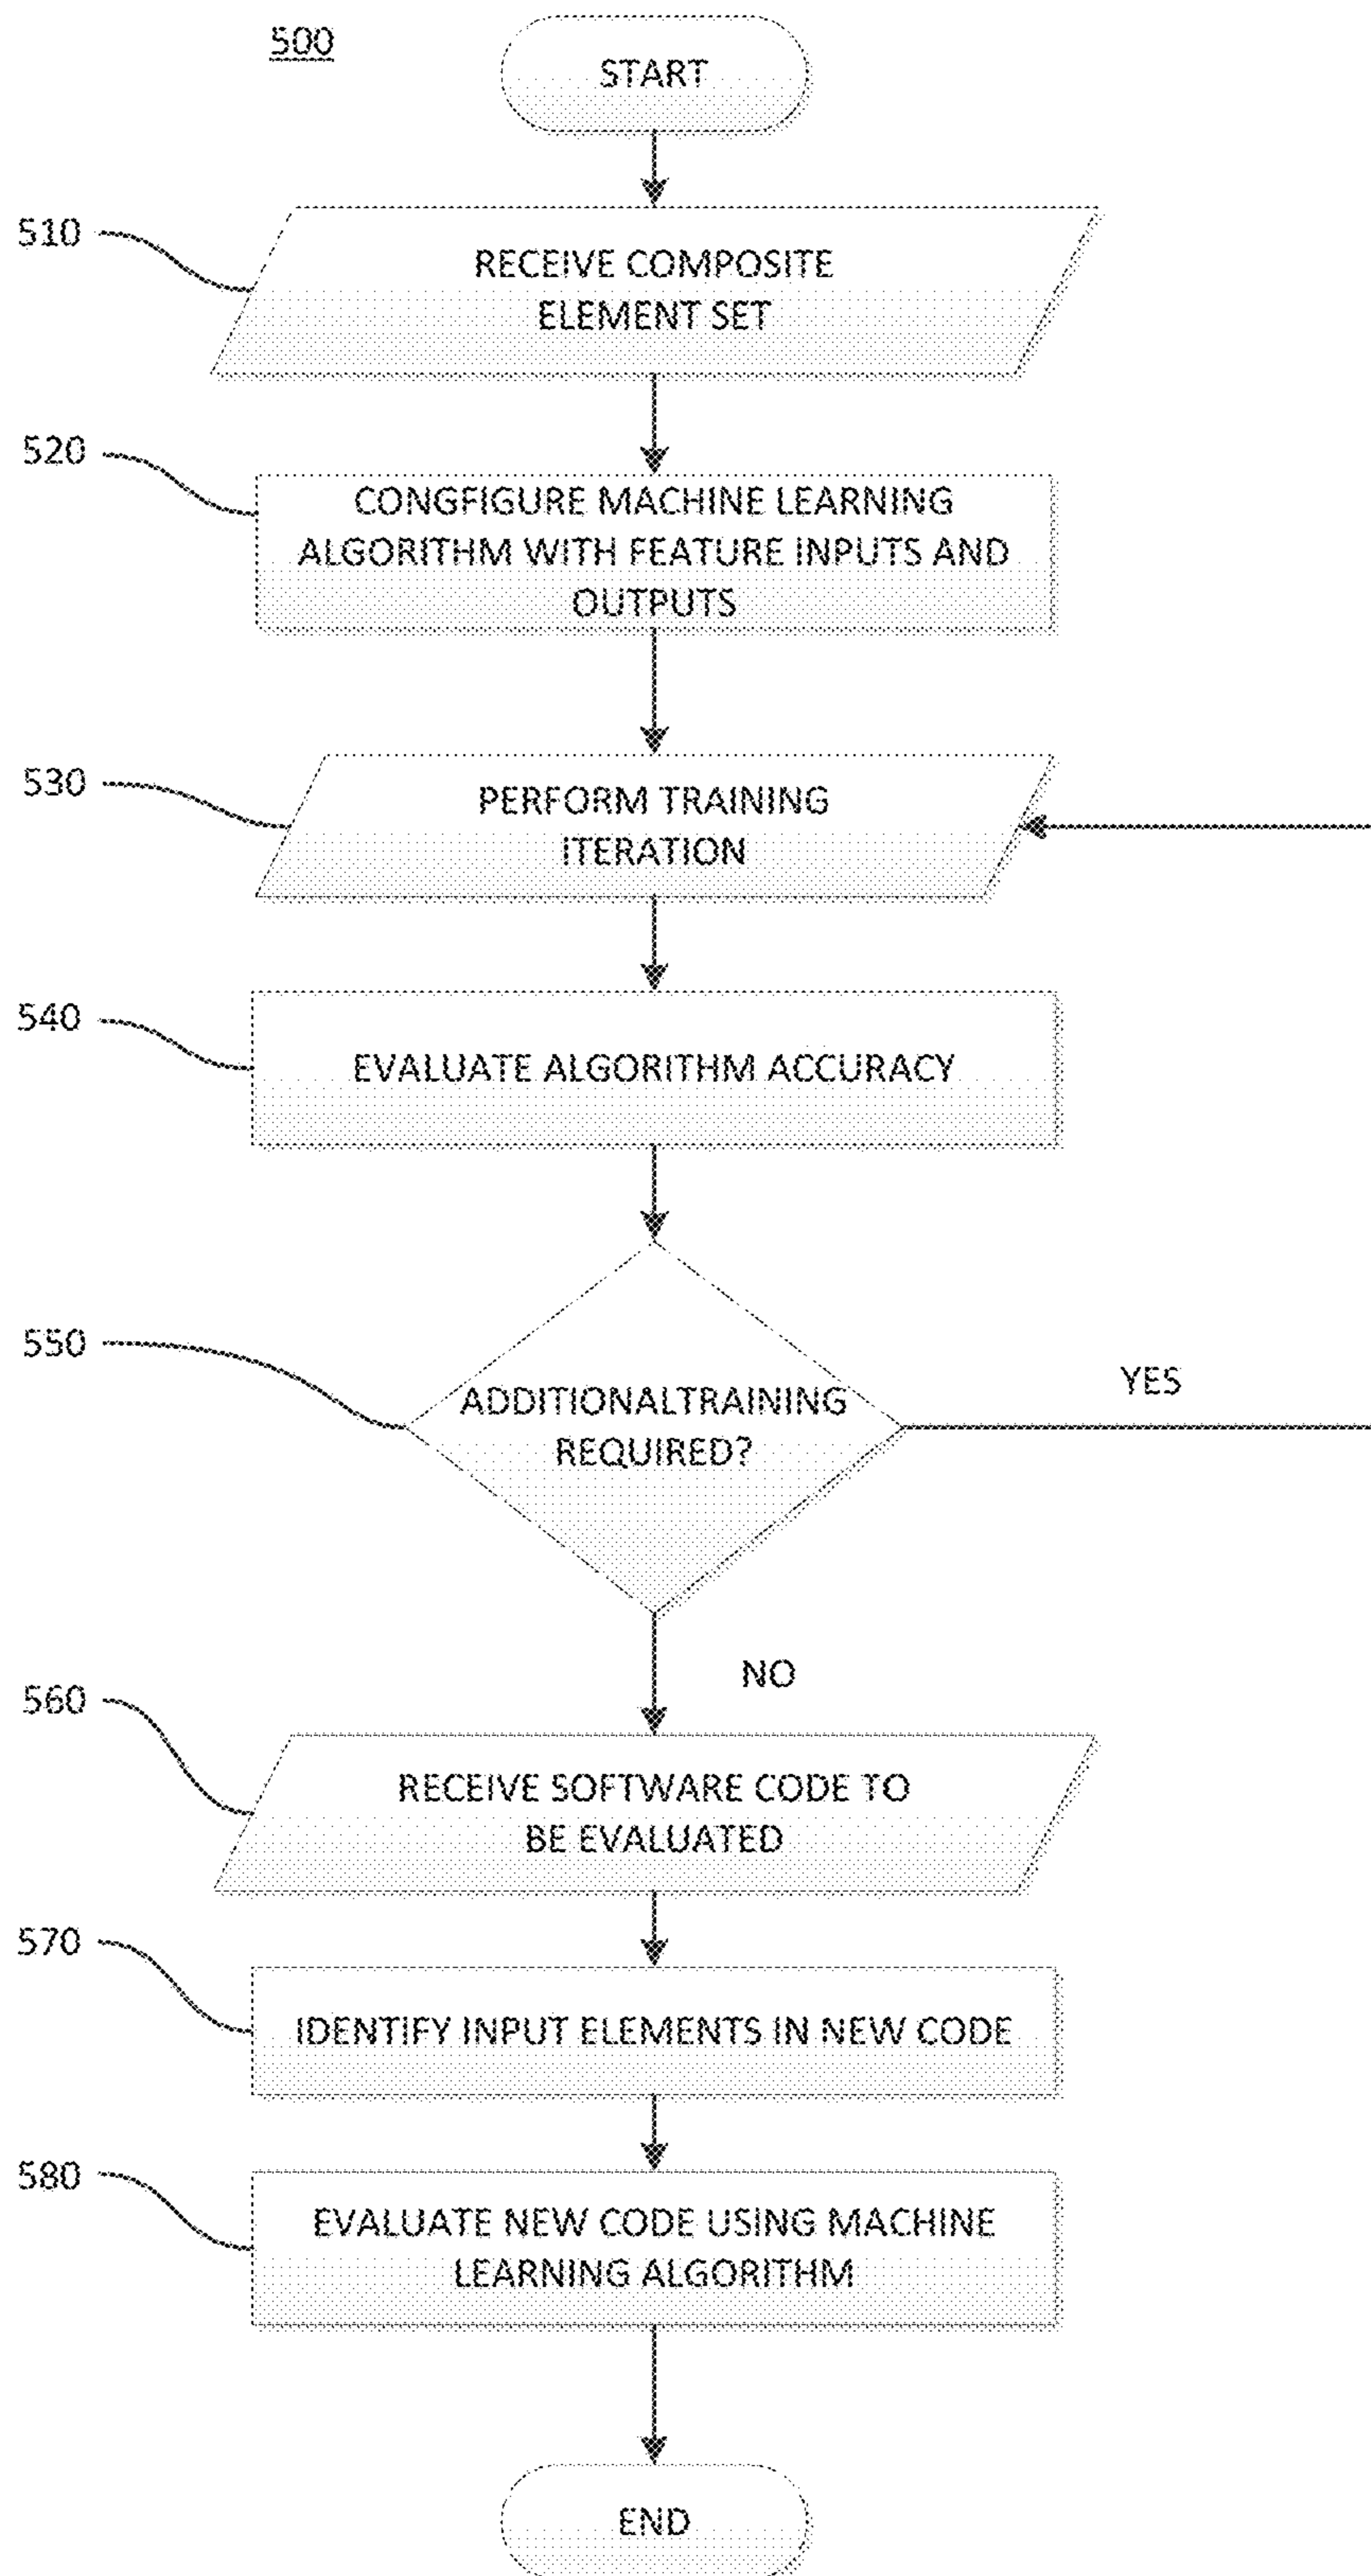 500
START
510
RECEIVE COMPOSITE
ELEMENT SET
520
CONGFIGURE MACHINE LEARNING
ALGORITHM WITH FEATURE INPUTS AND
OUTPUTS
530
PERFORM TRAINING
ITERATION
540
EVALUATE ALGORITHM ACCURACY
550
ADDITIONALTRAINING
REQUIRED?
YES
NO
560
RECEIVE SOFTWARE CODE TO
BE EVALUATED
570
IDENTIFY INPUT ELEMENTS IN NEW CODE
580
EVALUATE NEW CODE USING MACHINE
LEARNING ALGORITHM
END